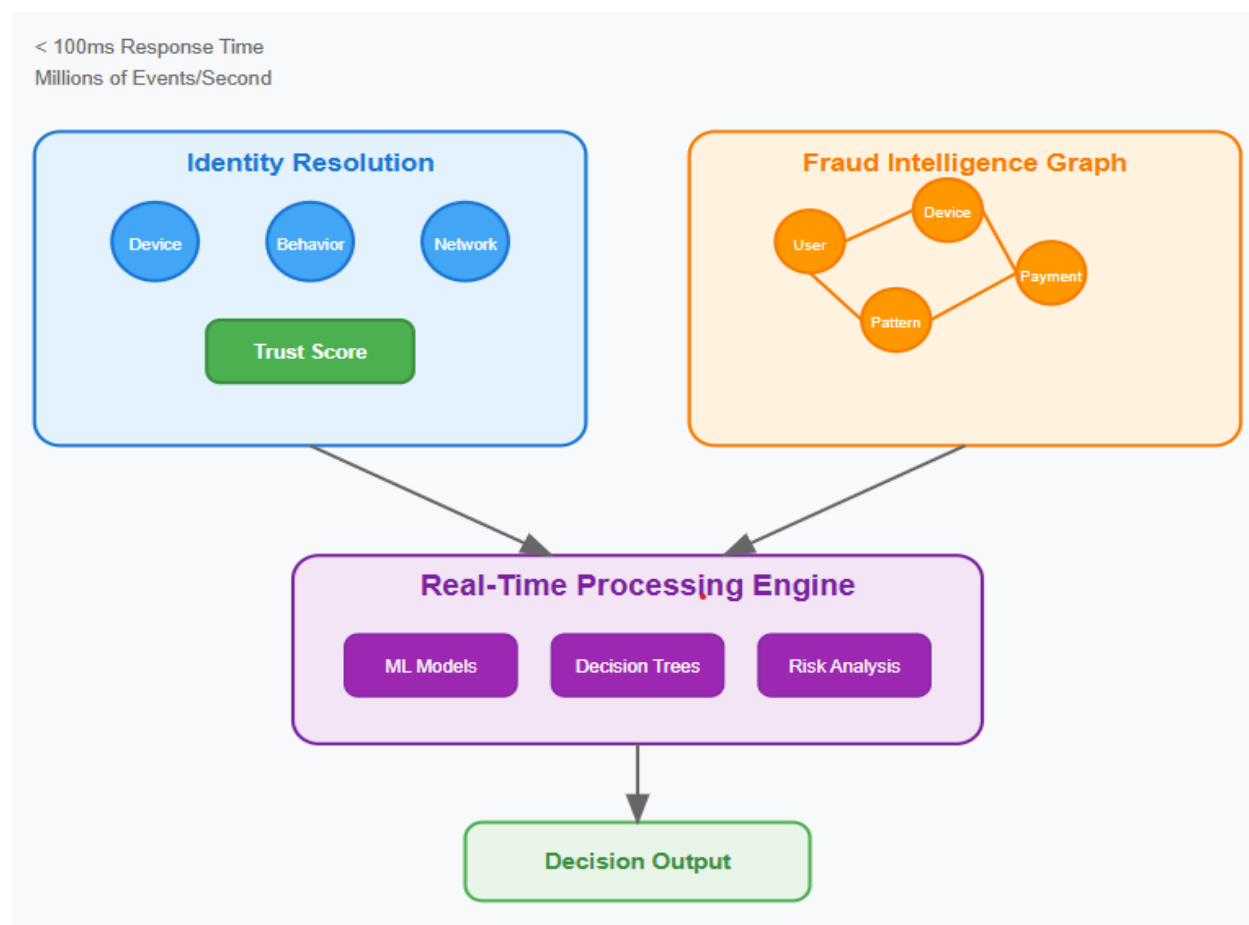 < 100ms Response Time
Millions of Events/Second
Identity Resolution
Device
Behavior
Network
Trust Score
Fraud Intelligence Graph
Device
User
Payment
Pattern
Real-Time Processing Engine
ML Models
Decision Trees
Risk Analysis
Decision Output